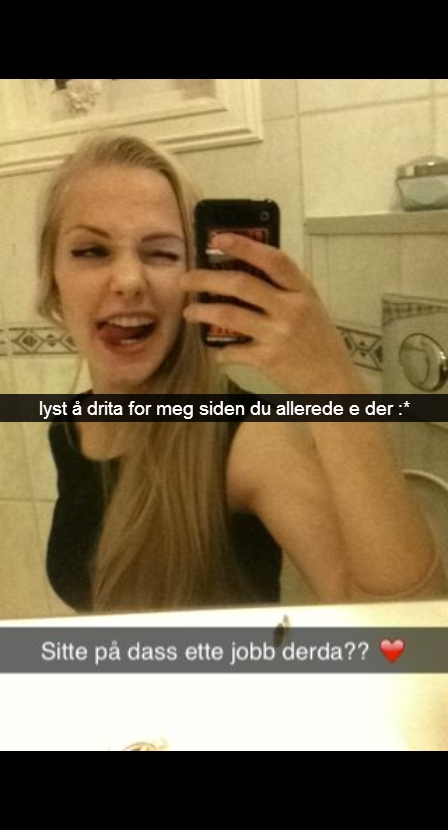 lyst å drita for meg siden du allerede e der :*
Sitte på dass ette jobb derda?? ❤️